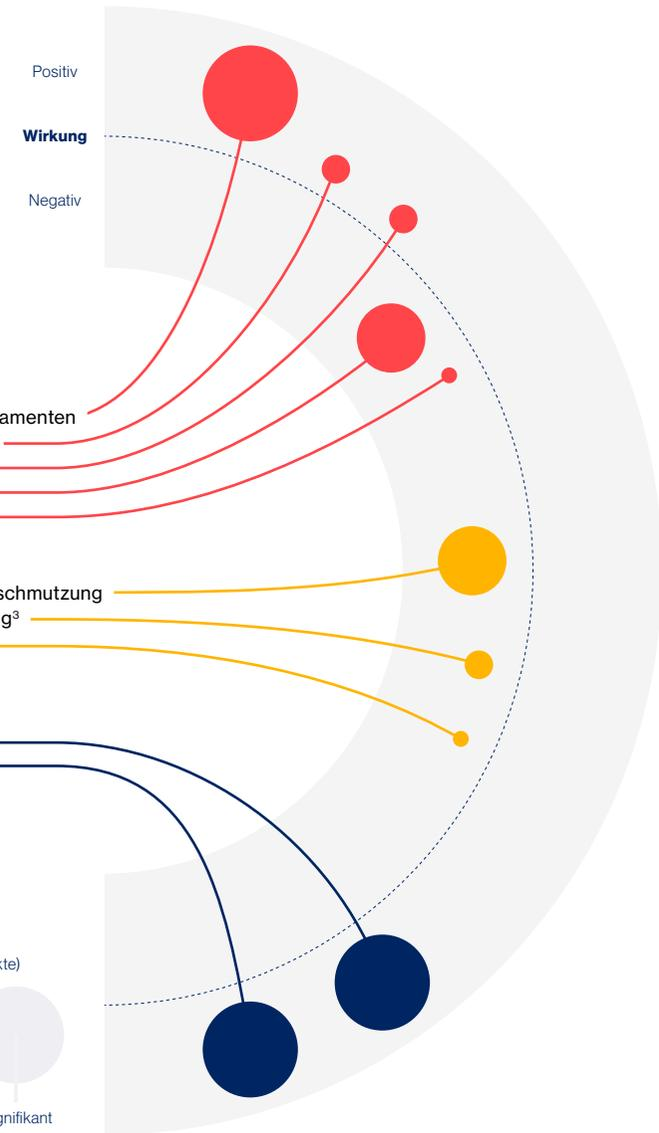 Positiv
Wirkung
Negativ
amenten
schmutzung
g³
kte)
gnifikant